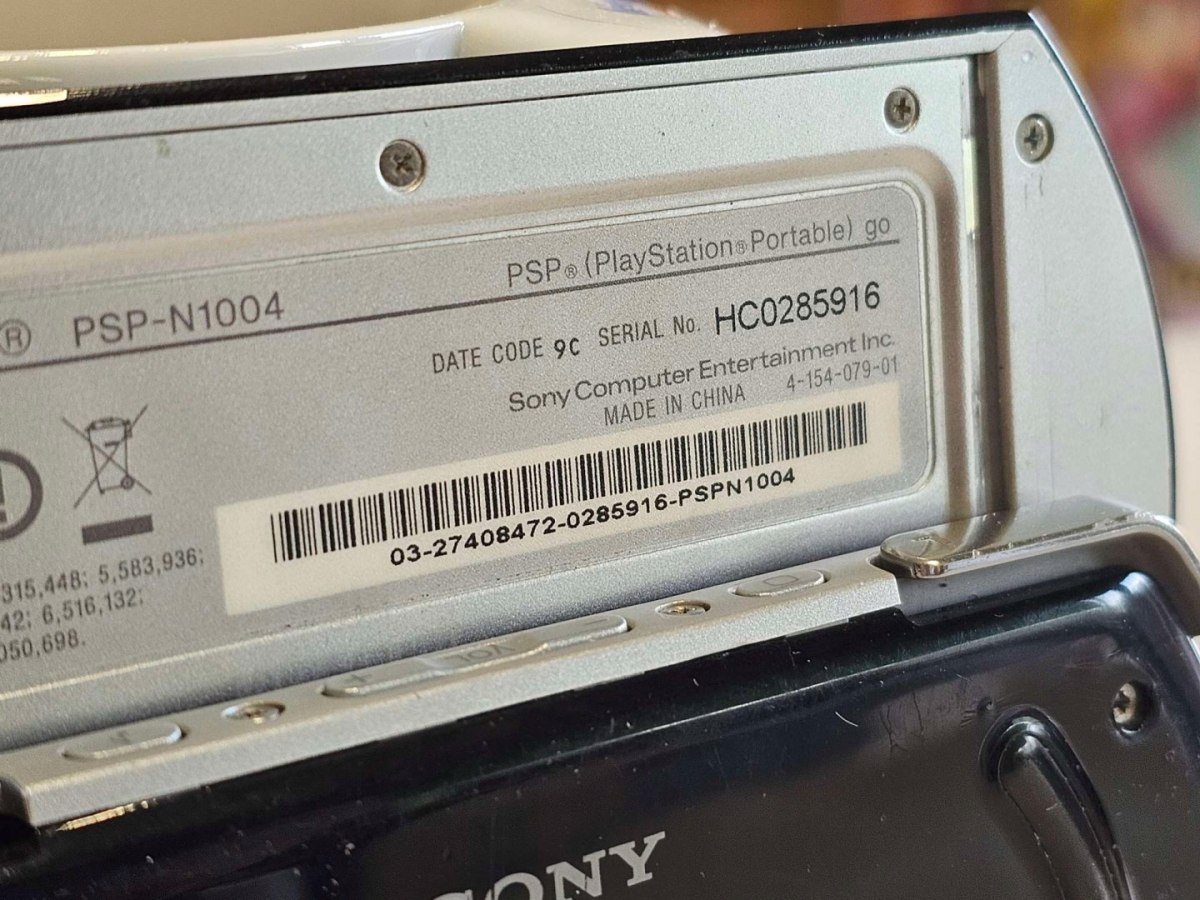 PSP® (PlayStation®Portable) go
® PSP-N1004
DATE CODE 9C SERIAL No. HC0285916
Sony Computer Entertainment Inc.
MADE IN CHINA 4-154-079-01
03-27408472-0285916-PSPN1004
315,448; 5,583,936;
42; 6,516,132;
050,698.
+ VOL −
SONY